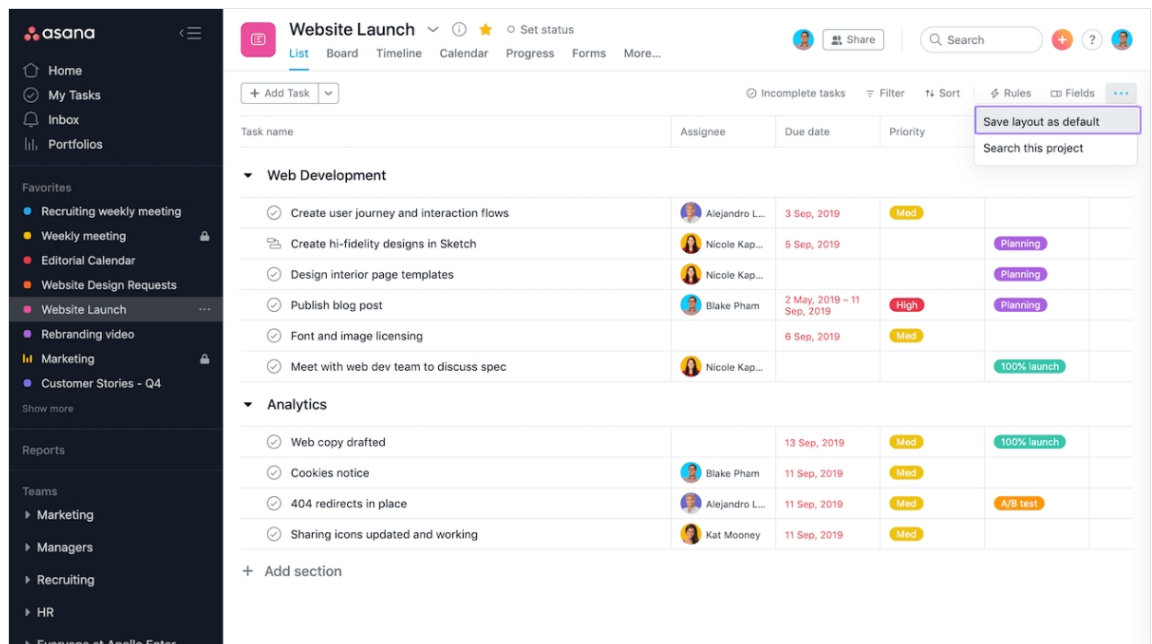 asana
Home
My Tasks
Inbox
Portfolios
Favorites
Recruiting weekly meeting
Weekly meeting
Editorial Calendar
Website Design Requests
Website Launch
Rebranding video
Marketing
Customer Stories - Q4
Show more
Reports
Teams
Marketing
Managers
Recruiting
HR
Website Launch
Set status
List Board Timeline Calendar Progress Forms More...
Share
Search
?
+ Add Task
Incomplete tasks Filter Sort Rules Fields ...
Save layout as default
Search this project
Task name Assignee Due date Priority
Web Development
Create user journey and interaction flows Alejandro L... 3 Sep, 2019 Med
Create hi-fidelity designs in Sketch Nicole Kap... 5 Sep, 2019 Planning
Design interior page templates Nicole Kap... Planning
Publish blog post Blake Pham 2 May, 2019 – 11 High Planning
Sep, 2019
Font and image licensing 6 Sep, 2019 Med
Meet with web dev team to discuss spec Nicole Kap... 100% launch
Analytics
Web copy drafted 13 Sep, 2019 Med 100% launch
Cookies notice Blake Pham 11 Sep, 2019 Med
404 redirects in place Alejandro L... 11 Sep, 2019 Med A/B test
Sharing icons updated and working Kat Mooney 11 Sep, 2019 Med
+ Add section